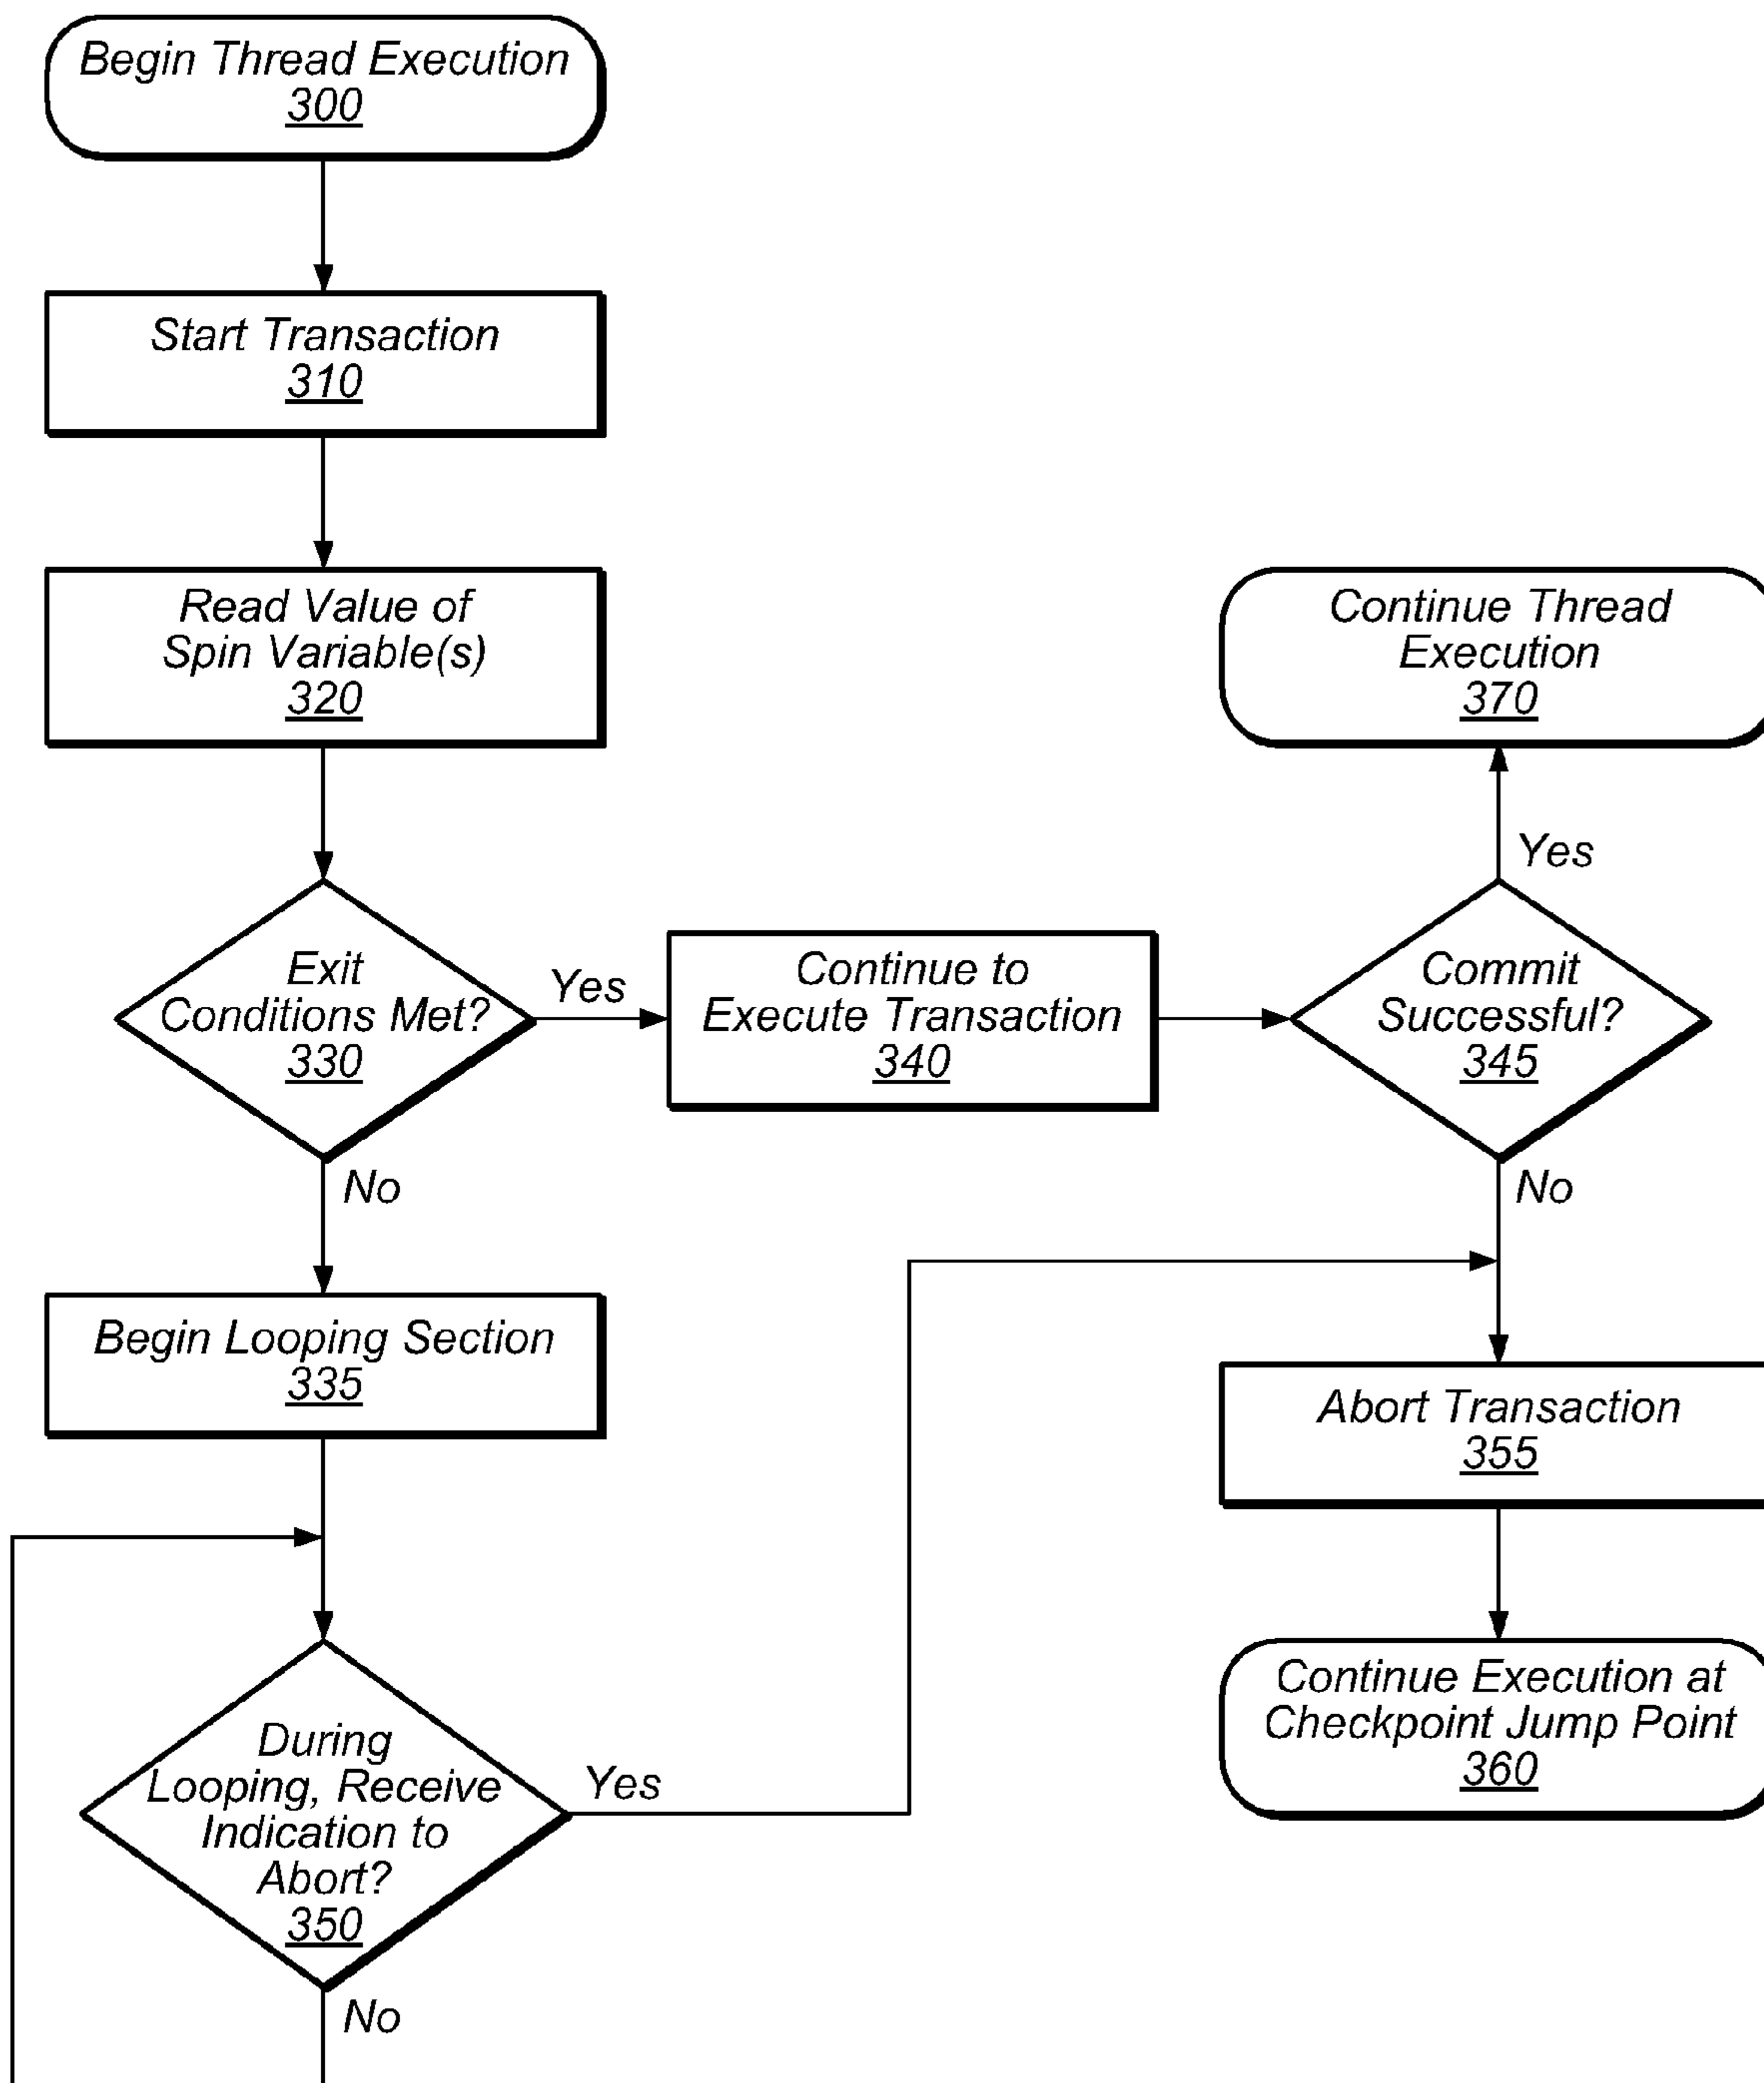 Begin Thread Execution
300
Start Transaction
310
Read Value of
Spin Variable(s)
320
Continue Thread
Execution
370
Yes
Exit
Conditions Met?
330
Yes
Continue to
Execute Transaction
340
Commit
Successful?
345
No
No
Begin Looping Section
335
Abort Transaction
355
During
Looping, Receive
Indication to
Abort?
350
Yes
Continue Execution at
Checkpoint Jump Point
360
No